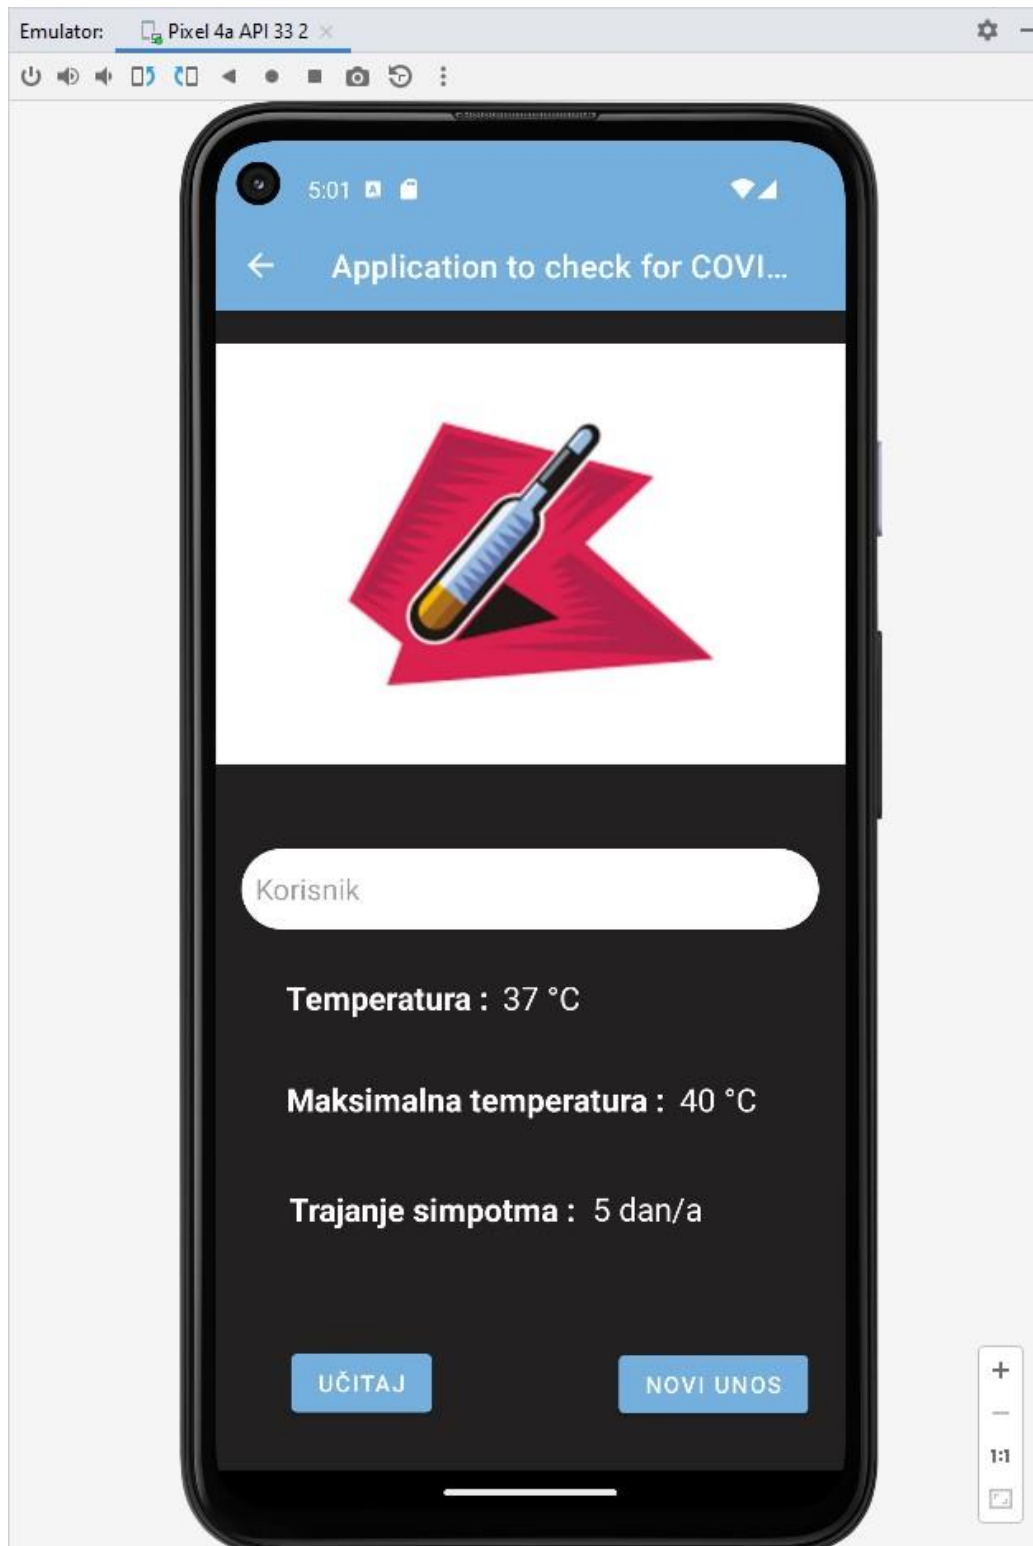 Emulator: Pixel 4a API 33 2
5:01
Application to check for COVI...
Korisnik
Temperatura : 37 °C
Maksimalna temperatura : 40 °C
Trajanje simpotma : 5 dan/a
UČITAJ NOVI UNOS
1:1